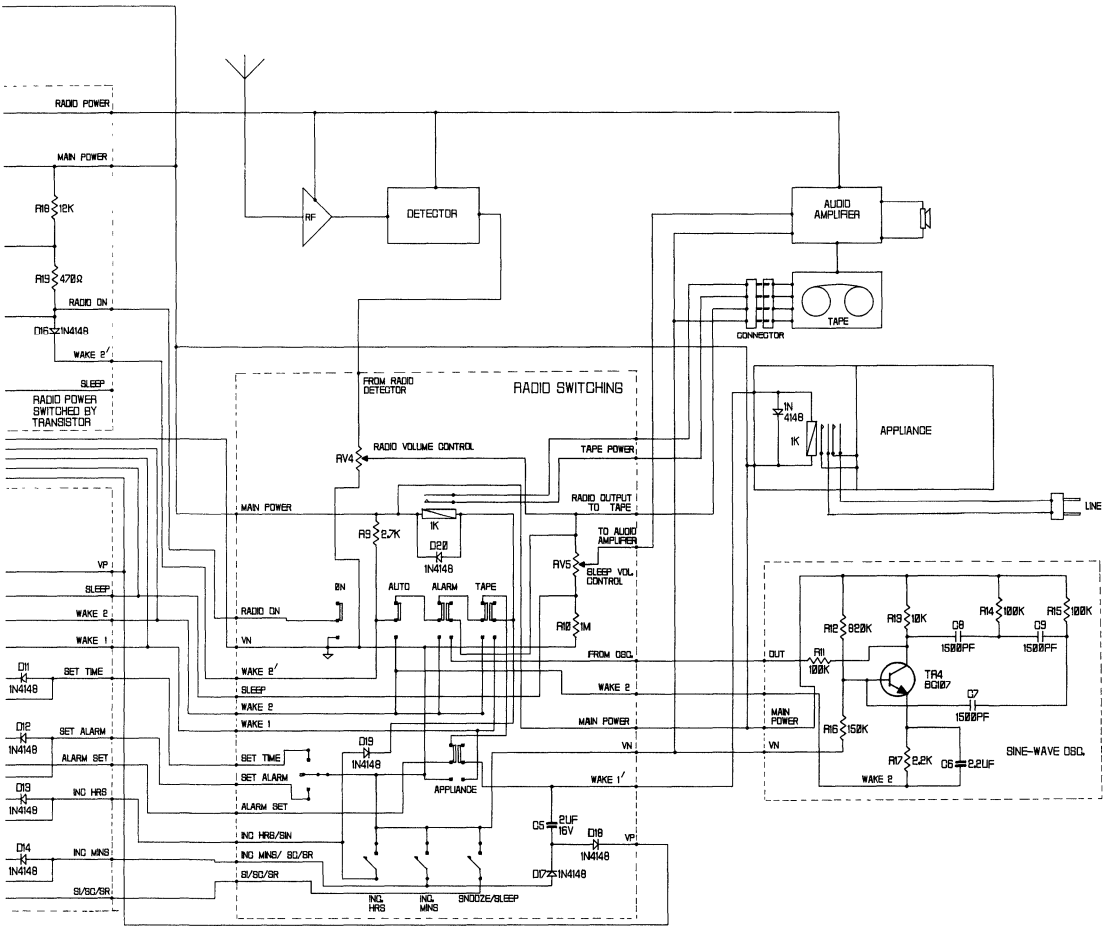 RADIO POWER
MAIN POWER
R18 12K
R19 470Ω
RADIO ON
D16 1N4148
WAKE 2'
SLEEP
RADIO POWER
SWITCHED BY
TRANSISTOR
VP
SLEEP
WAKE 2
WAKE 1
D11
1N4148
SET TIME
D12
1N4148
SET ALARM
ALARM SET
D13
1N4148
INC HRS
D14
1N4148
INC MINS
SI/SC/SR
RF
DETECTOR
AUDIO
AMPLIFIER
TAPE
CONNECTOR
FROM RADIO
DETECTOR
RADIO SWITCHING
RV4
RADIO VOLUME CONTROL
TAPE POWER
MAIN POWER
RADIO OUTPUT
TO TAPE
R9 2.7K
1K
D20
1N4148
TO AUDIO
AMPLIFIER
RV5
SLEEP VOL.
CONTROL
ON
AUTO
ALARM
TAPE
RADIO ON
R10 1M
VN
FROM OSC.
WAKE 2'
SLEEP
WAKE 2
WAKE 2
WAKE 1
MAIN POWER
D19
1N4148
VN
SET TIME
SET ALARM
APPLIANCE
WAKE 1'
ALARM SET
C5 2UF
16V
INC HRS/SIN
D18
1N4148
VP
INC MINS/ SC/SR
D17 1N4148
SI/SC/SR
INC.
HRS
INC.
MINS
SNOOZE/SLEEP
1N
4148
1K
APPLIANCE
LINE
R12 820K
R13 10K
R14 100K
R15 100K
C8
1500PF
C9
1500PF
OUT
R11
100K
TR4
BC107
C7
1500PF
MAIN
POWER
R16 150K
VN
R17 2.2K
C6 2.2UF
SINE-WAVE OSC.
WAKE 2